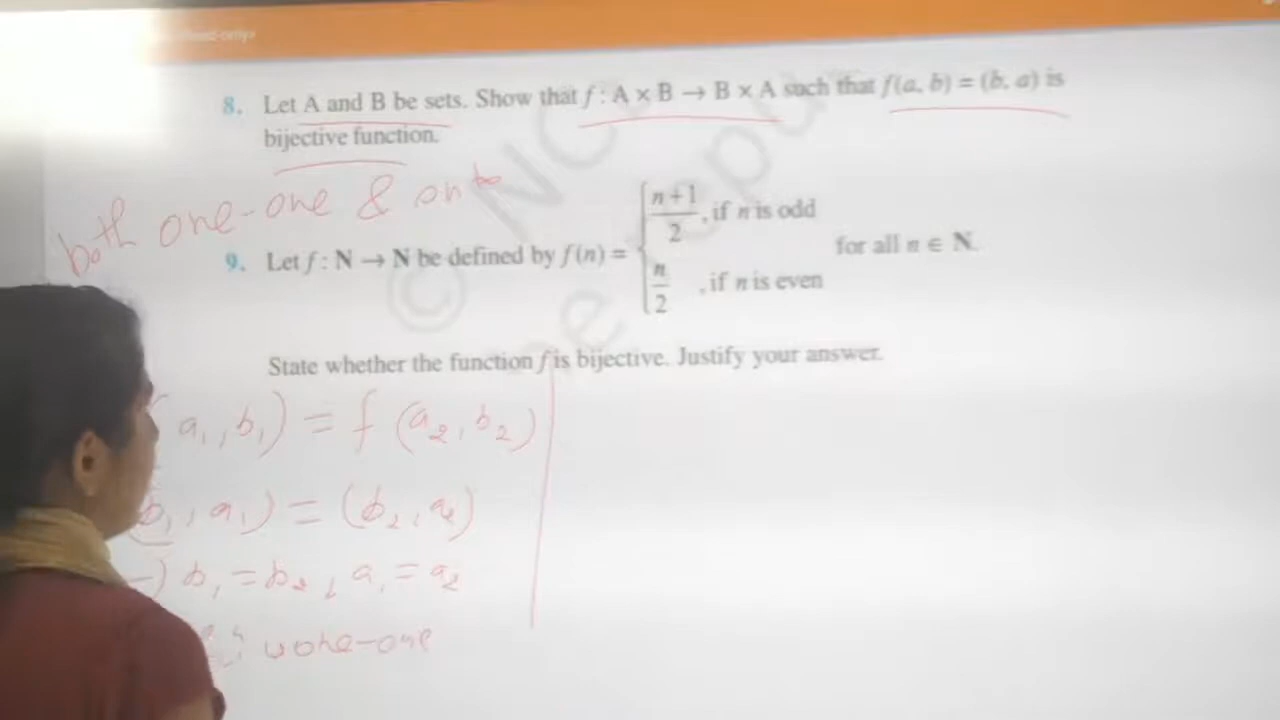 8. Let A and B be sets. Show that f : A × B → B × A such that f(a, b) = (b, a) is
bijective function.
both one-one & onto
9. Let f : N → N be defined by f(n) = { n+1/2, if n is odd
n/2 , if n is even
for all n ∈ N.
State whether the function f is bijective. Justify your answer.
a₁, b₁) = f (a₂, b₂)
b₁, a₁) = (b₂, a₂)
b₁ = b₂, a₁ = a₂
one-one
©